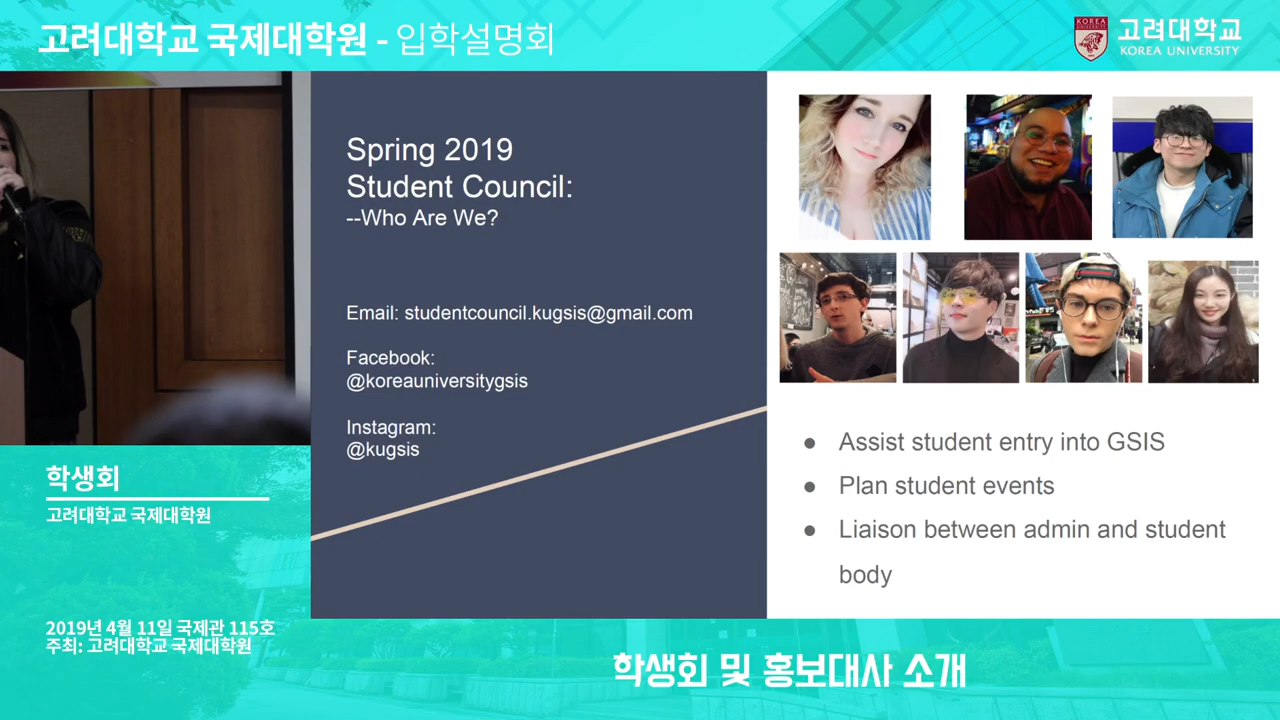 고려대학교 국제대학원 - 입학설명회
KOREA
UNIVERSITY
고려대학교
KOREA UNIVERSITY
Spring 2019
Student Council:
--Who Are We?
Email: studentcouncil.kugsis@gmail.com
Facebook:
@koreauniversitygsis
Instagram:
@kugsis
● Assist student entry into GSIS
● Plan student events
● Liaison between admin and student
body
학생회
고려대학교 국제대학원
2019년 4월 11일 국제관 115호
주최: 고려대학교 국제대학원
학생회 및 홍보대사 소개